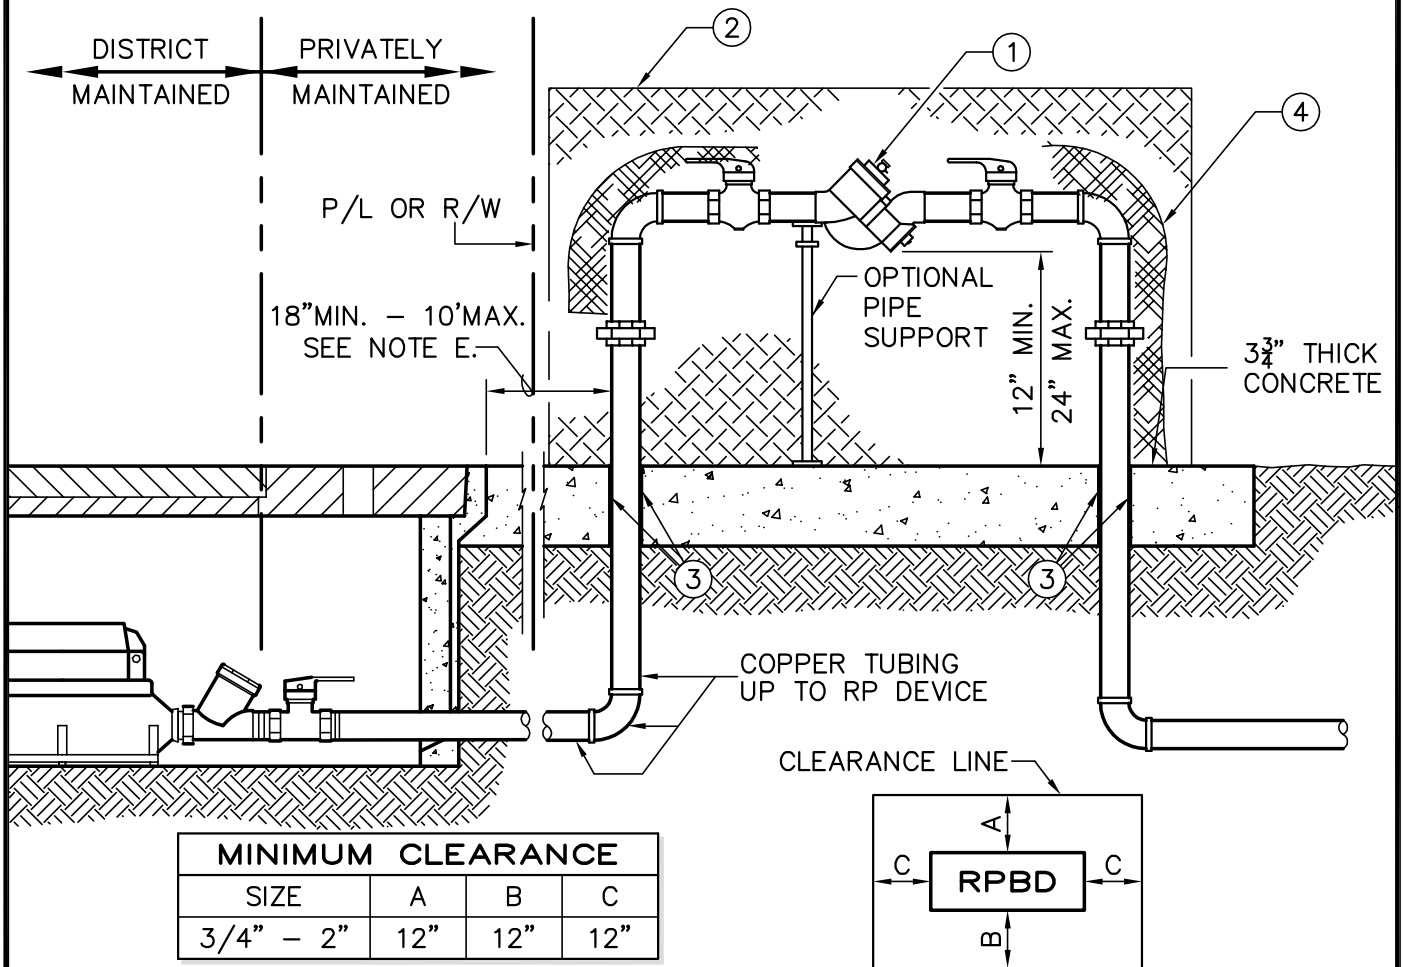 DISTRICT
MAINTAINED
PRIVATELY
MAINTAINED
2
1
4
P/L OR R/W
18”MIN. – 10’MAX.
SEE NOTE E.
OPTIONAL
PIPE
SUPPORT
12” MIN.
24” MAX.
3 3/4” THICK
CONCRETE
3
3
COPPER TUBING
UP TO RP DEVICE
CLEARANCE LINE
MINIMUM CLEARANCE
SIZE A B C
3/4” – 2” 12” 12” 12”
A
C RPBD C
B